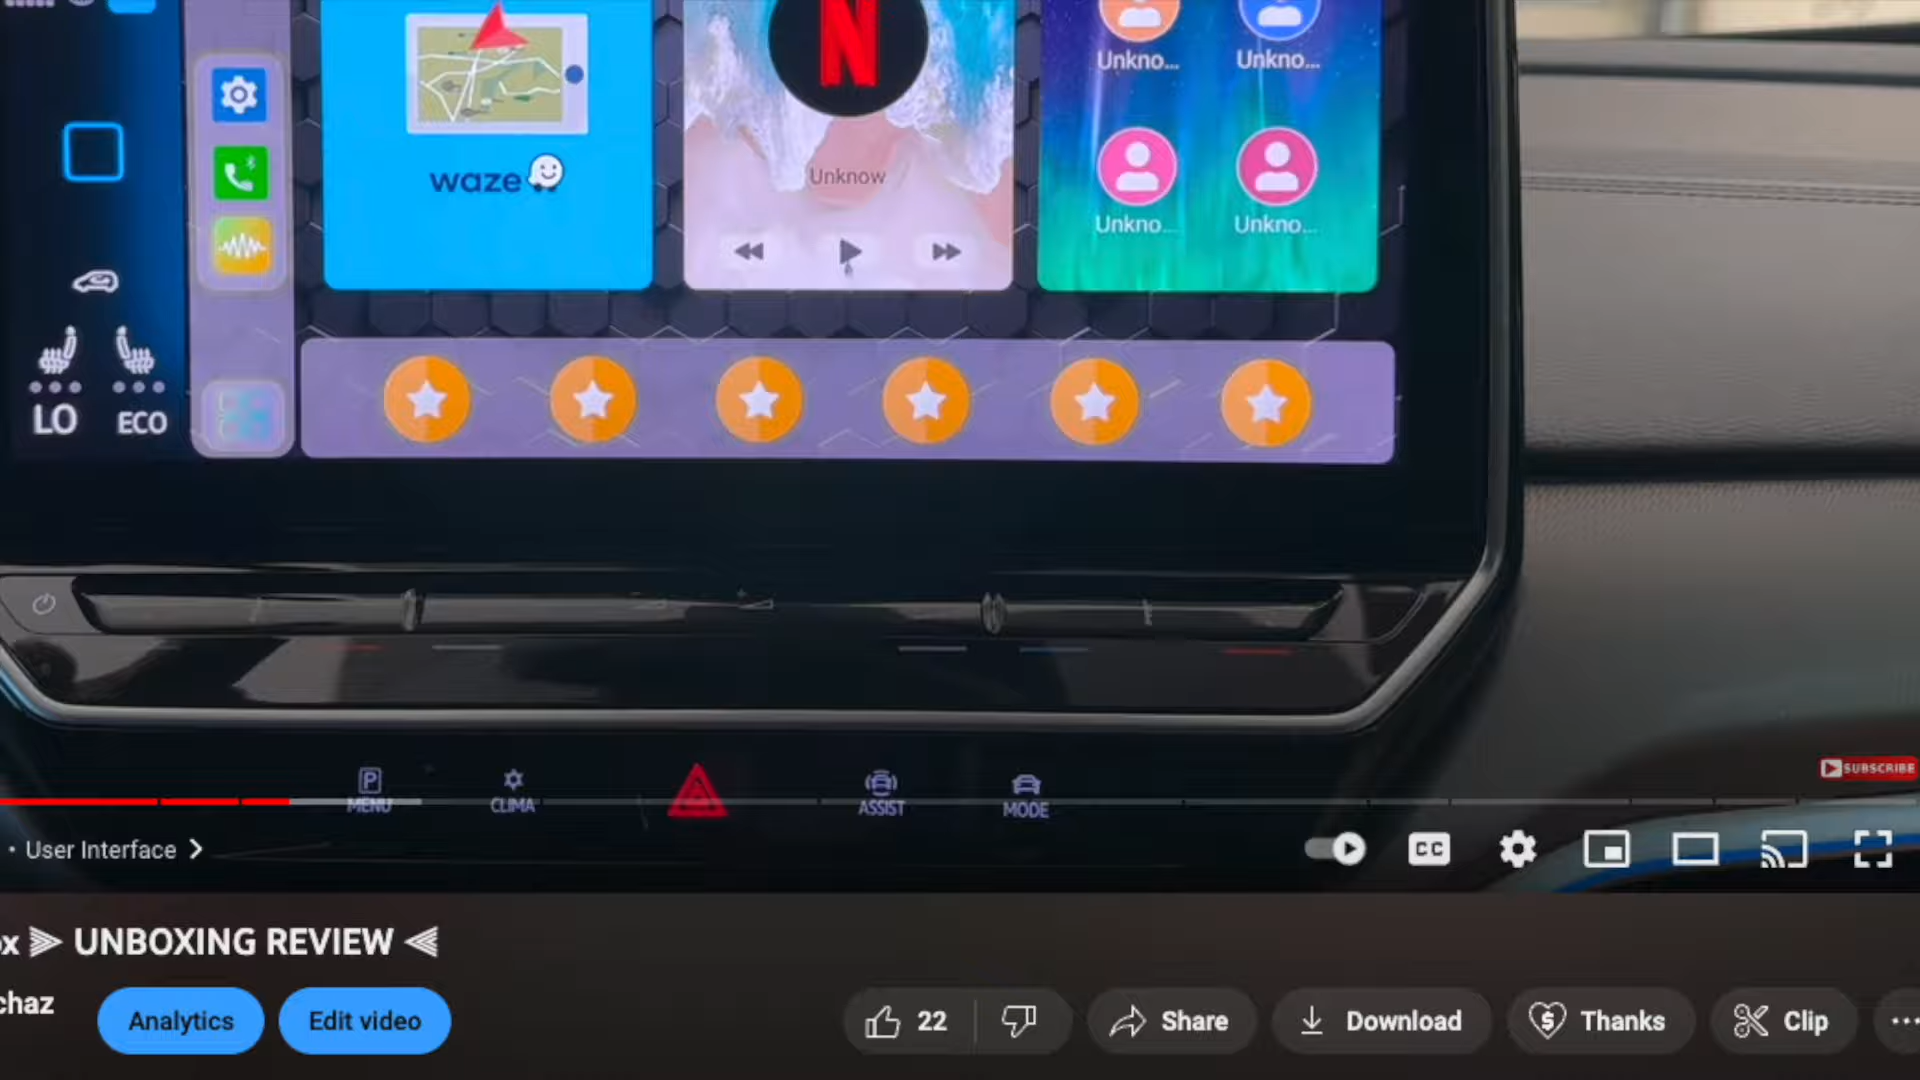 Unkno...
Unkno...
waze
Unknow
Unkno...
Unkno...
LO
ECO
P
MENU
CLIMA
ASSIST
MODE
SUBSCRIBE
• User Interface
CC
UNBOXING REVIEW
chaz
Analytics
Edit video
22
Share
$
Download
Thanks
Clip